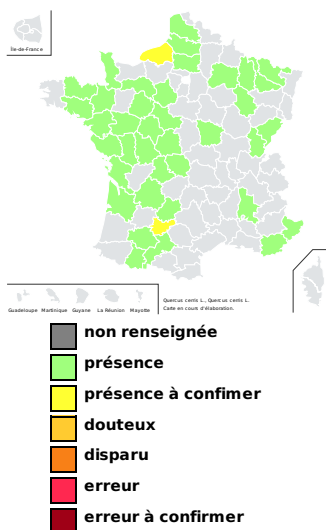 Île-de-France
Guadeloupe Martinique Guyane La Réunion Mayotte
Quercus cerris L., Quercus cerris L.
Carte en cours d'élaboration.
non renseignée
présence
présence à confimer
douteux
disparu
erreur
erreur à confirmer